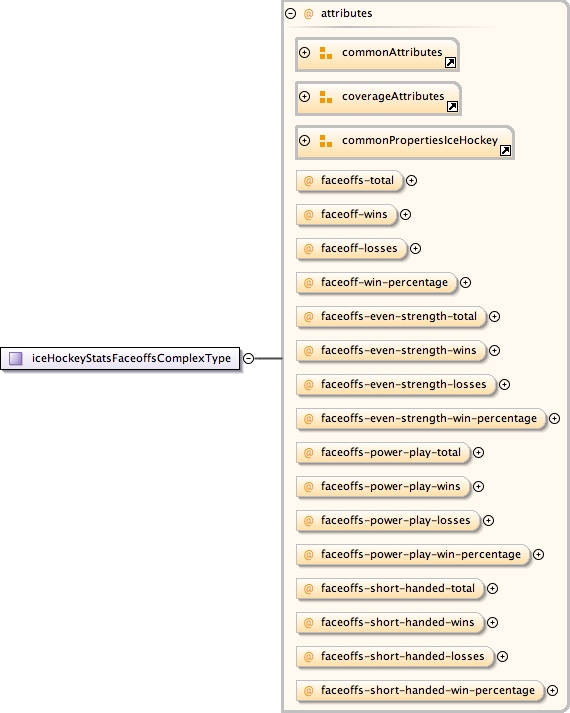 @ attributes
commonAttributes
coverageAttributes
commonPropertiesIceHockey
@ faceoffs-total
@ faceoff-wins
@ faceoff-losses
@ faceoff-win-percentage
@ faceoffs-even-strength-total
@ faceoffs-even-strength-wins
iceHockeyStatsFaceoffsComplexType
@ faceoffs-even-strength-losses
@ faceoffs-even-strength-win-percentage
@ faceoffs-power-play-total
@ faceoffs-power-play-wins
@ faceoffs-power-play-losses
@ faceoffs-power-play-win-percentage
@ faceoffs-short-handed-total
@ faceoffs-short-handed-wins
@ faceoffs-short-handed-losses
@ faceoffs-short-handed-win-percentage